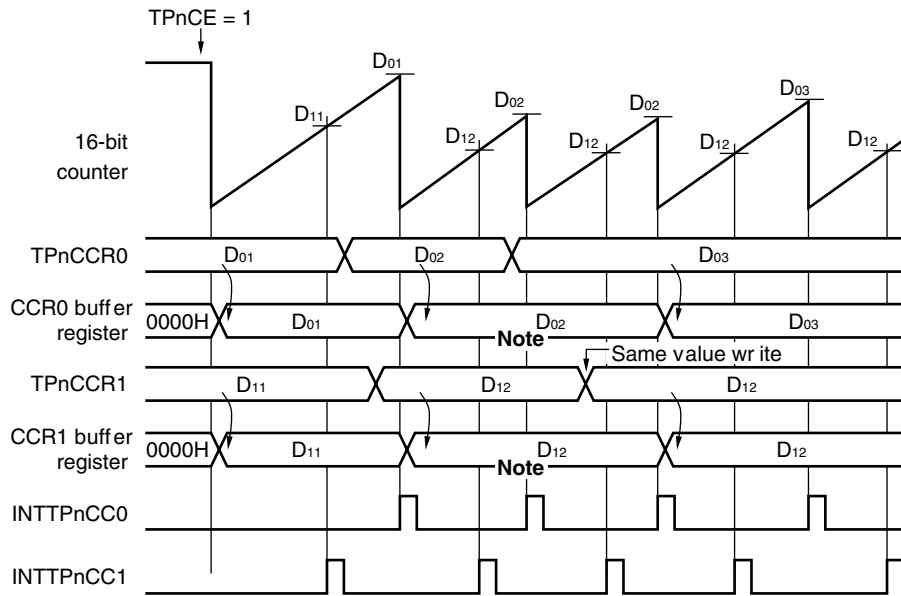 TPnCE = 1
D01
D11
D02
D02
D03
D12
D12
D12
D12
16-bit
counter
TPnCCR0
D01
D02
D03
CCR0 buffer
register
0000H
D01
D02
D03
Note
Same value write
TPnCCR1
D11
D12
D12
CCR1 buffer
register
0000H
D11
D12
D12
Note
INTTPnCC0
INTTPnCC1